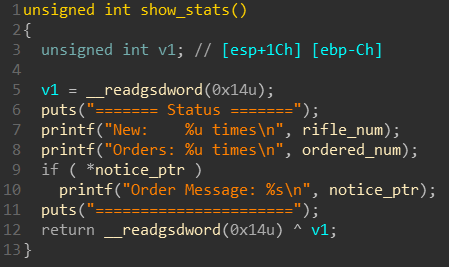 1 unsigned int show_stats()
2 {
3   unsigned int v1; // [esp+1Ch] [ebp-Ch]
4
5   v1 = __readgsdword(0x14u);
6   puts("======= Status =======");
7   printf("New:    %u times\n", rifle_num);
8   printf("Orders: %u times\n", ordered_num);
9   if ( *notice_ptr )
10     printf("Order Message: %s\n", notice_ptr);
11   puts("======================");
12   return __readgsdword(0x14u) ^ v1;
13 }